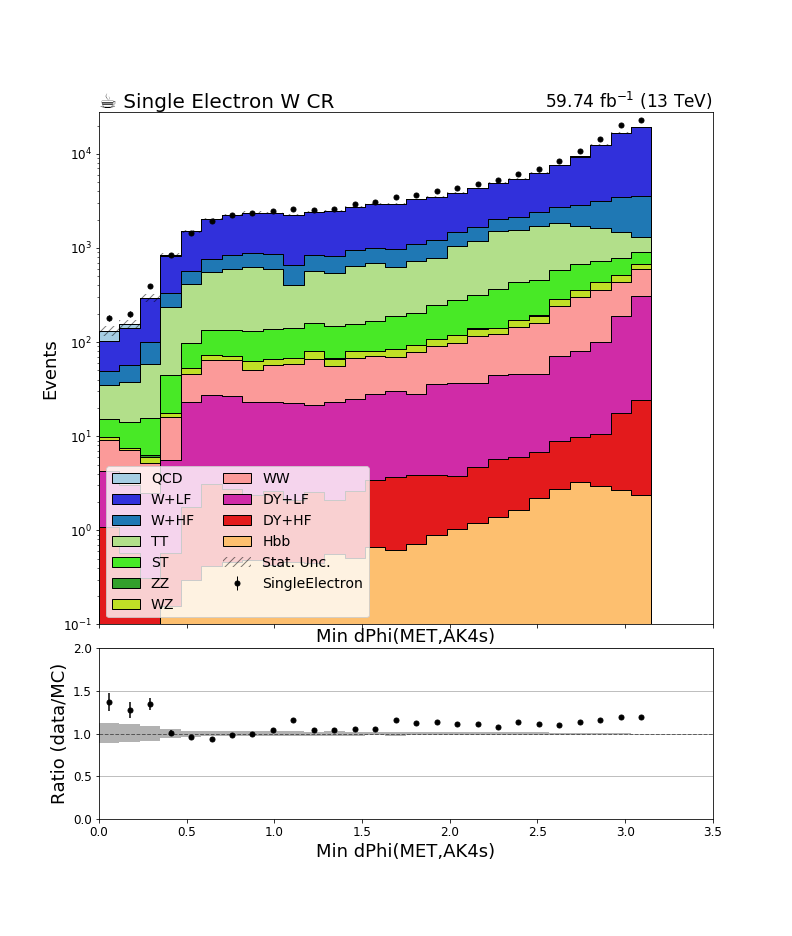 ☕ Single Electron W CR
59.74 fb⁻¹ (13 TeV)
Events
10⁴
10³
10²
10¹
10⁰
10⁻¹
QCD
W+LF
W+HF
TT
ST
ZZ
WZ
WW
DY+LF
DY+HF
Hbb
Stat. Unc.
SingleElectron
Min dPhi(MET,AK4s)
Ratio (data/MC)
2.0
1.5
1.0
0.5
0.0
0.0 0.5 1.0 1.5 2.0 2.5 3.0 3.5
Min dPhi(MET,AK4s)